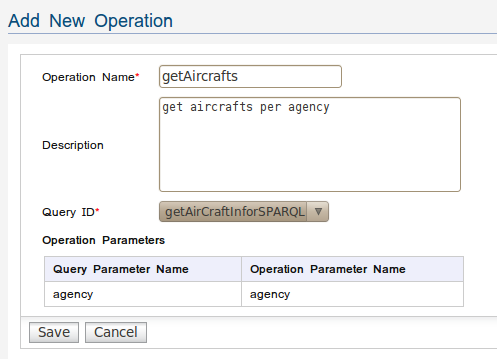 Add New Operation
Operation Name* getAircrafts
Description get aircrafts per agency
Query ID* getAirCraftInforSPARQL
Operation Parameters
Query Parameter Name Operation Parameter Name
agency agency
Save Cancel